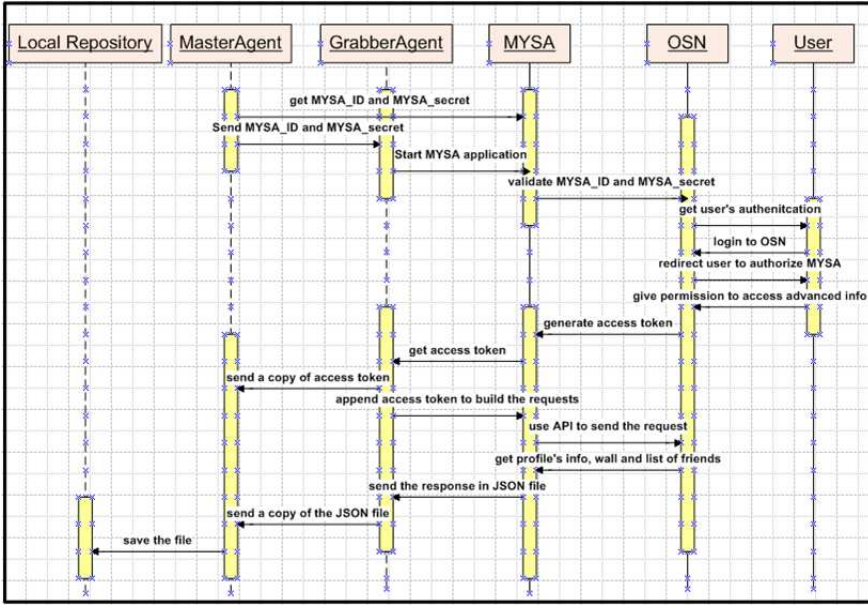 Local Repository
MasterAgent
GrabberAgent
MYSA
OSN
User
get MYSA_ID and MYSA_secret
Send MYSA_ID and MYSA_secret
Start MYSA application
validate MYSA_ID and MYSA_secret
get user's authenitcation
login to OSN
redirect user to authorize MYSA
give permission to access advanced info
generate access token
get access token
send a copy of access token
append access token to build the requests
use API to send the request
get profile's info, wall and list of friends
send the response in JSON file
send a copy of the JSON file
save the file